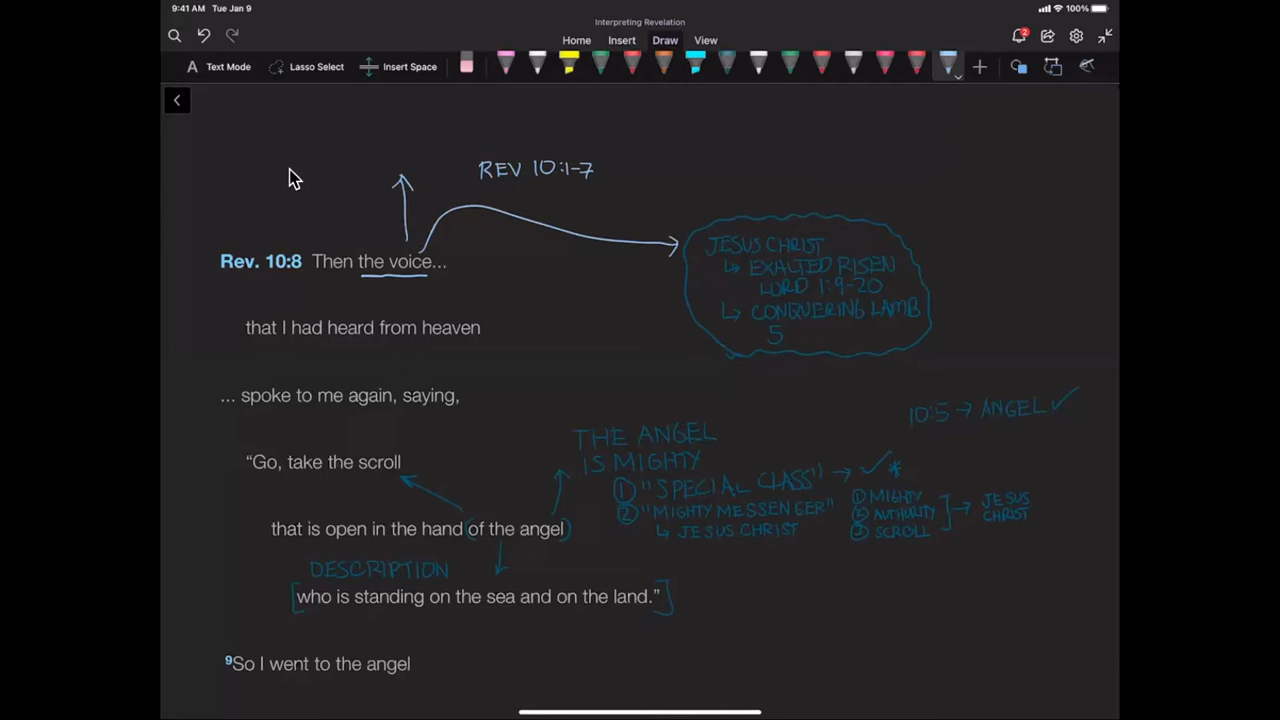 9:41 AM Tue Jan 9
100%
Interpreting Revelation
Home Insert Draw View
2
Text Mode Lasso Select Insert Space
REV 10:1-7
JESUS CHRIST
↳ EXALTED RISEN
LORD 1:9-20
↳ CONQUERING LAMB
5
Rev. 10:8 Then the voice...
that I had heard from heaven
... spoke to me again, saying,
10:5 → ANGEL ✓
THE ANGEL
IS MIGHTY
“Go, take the scroll
① "SPECIAL CLASS" → ✓ *
② "MIGHTY MESSENGER"
↳ JESUS CHRIST
① MIGHTY
② AUTHORITY
③ SCROLL
→ JESUS
CHRIST
that is open in the hand (of the angel)
DESCRIPTION
[who is standing on the sea and on the land.”]
9So I went to the angel